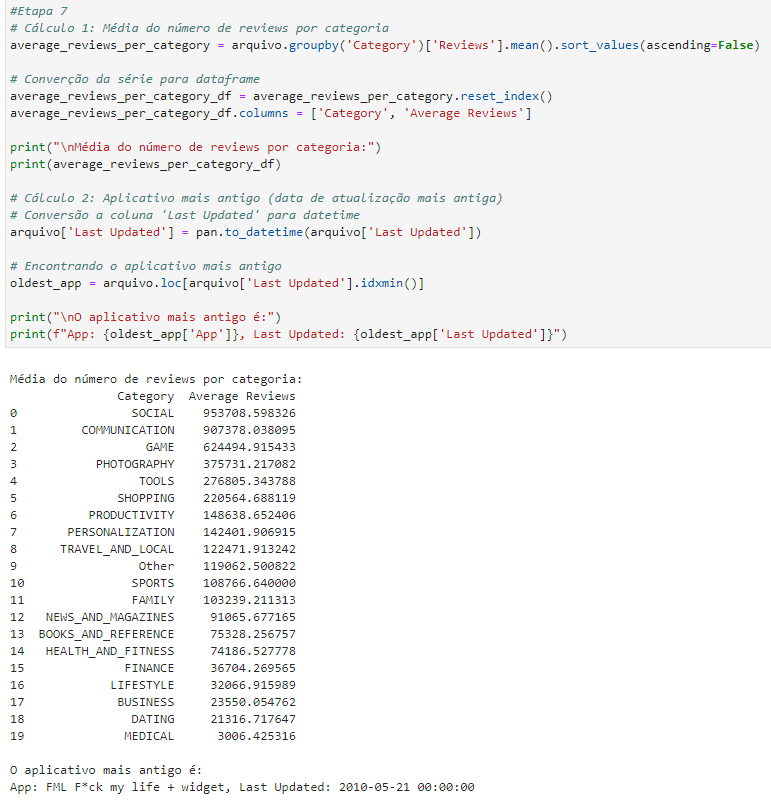 #Etapa 7
# Cálculo 1: Média do número de reviews por categoria
average_reviews_per_category = arquivo.groupby('Category')['Reviews'].mean().sort_values(ascending=False)
# Converção da série para dataframe
average_reviews_per_category_df = average_reviews_per_category.reset_index()
average_reviews_per_category_df.columns = ['Category', 'Average Reviews']
print("\nMédia do número de reviews por categoria:")
print(average_reviews_per_category_df)
# Cálculo 2: Aplicativo mais antigo (data de atualização mais antiga)
# Conversão a coluna 'Last Updated' para datetime
arquivo['Last Updated'] = pan.to_datetime(arquivo['Last Updated'])
# Encontrando o aplicativo mais antigo
oldest_app = arquivo.loc[arquivo['Last Updated'].idxmin()]
print("\nO aplicativo mais antigo é:")
print(f"App: {oldest_app['App']}, Last Updated: {oldest_app['Last Updated']}")
Média do número de reviews por categoria:
Category Average Reviews
0 SOCIAL 953708.598326
1 COMMUNICATION 907378.038095
2 GAME 624494.915433
3 PHOTOGRAPHY 375731.217082
4 TOOLS 276805.343788
5 SHOPPING 220564.688119
6 PRODUCTIVITY 148638.652406
7 PERSONALIZATION 142401.906915
8 TRAVEL_AND_LOCAL 122471.913242
9 Other 119062.500822
10 SPORTS 108766.640000
11 FAMILY 103239.211313
12 NEWS_AND_MAGAZINES 91065.677165
13 BOOKS_AND_REFERENCE 75328.256757
14 HEALTH_AND_FITNESS 74186.527778
15 FINANCE 36704.269565
16 LIFESTYLE 32066.915989
17 BUSINESS 23550.054762
18 DATING 21316.717647
19 MEDICAL 3006.425316
O aplicativo mais antigo é:
App: FML F*ck my life + widget, Last Updated: 2010-05-21 00:00:00